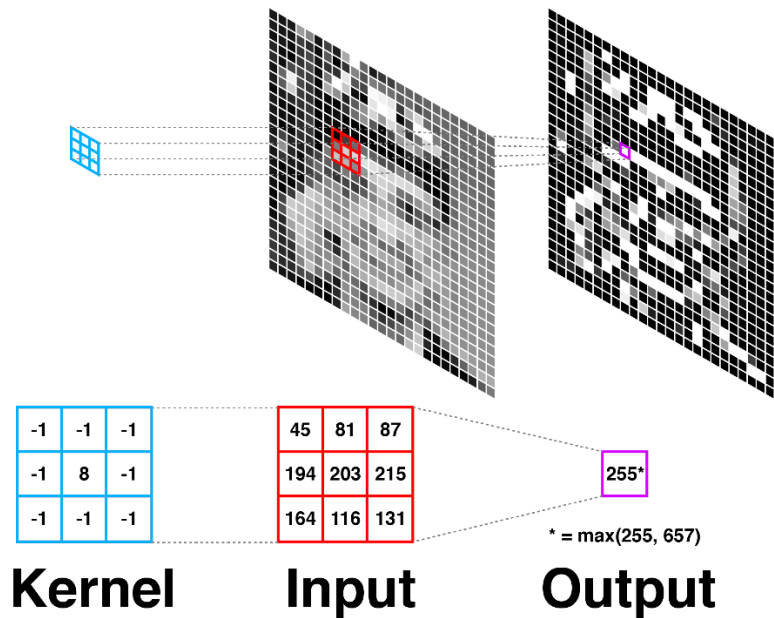 -1 -1 -1 45 81 87
-1 8 -1 194 203 215 255*
-1 -1 -1 164 116 131
* = max(255, 657)
Kernel Input Output